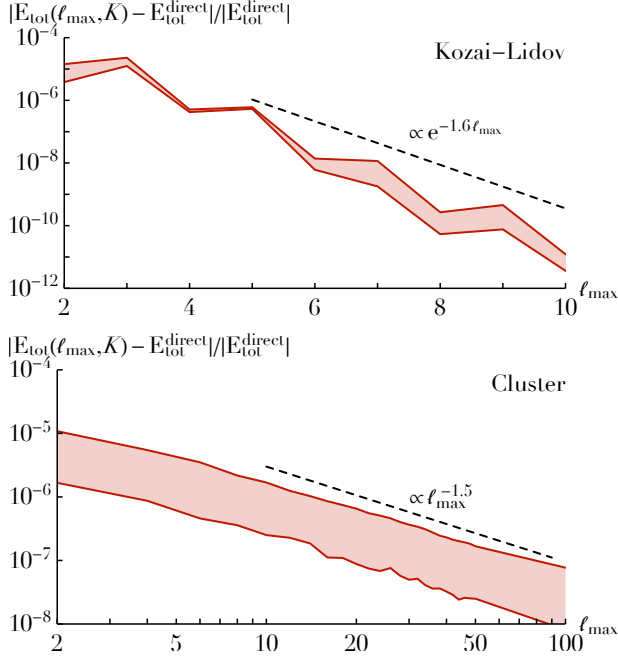 |E_tot(ℓ_max,K) − E_tot^direct|/|E_tot^direct|
10^−4
Kozai–Lidov
10^−6
∝ e^−1.6ℓ_max
10^−8
10^−10
10^−12
2 4 6 8 10 ℓ_max
|E_tot(ℓ_max,K) − E_tot^direct|/|E_tot^direct|
10^−4
Cluster
10^−5
10^−6
∝ ℓ_max^−1.5
10^−7
10^−8
2 5 10 20 50 100 ℓ_max